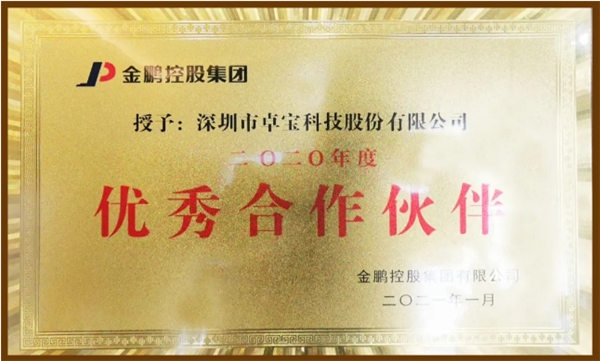 金鹏控股集团
授予：深圳市卓宝科技股份有限公司
二〇二〇年度
优秀合作伙伴
金鹏控股集团有限公司
二〇二一年一月